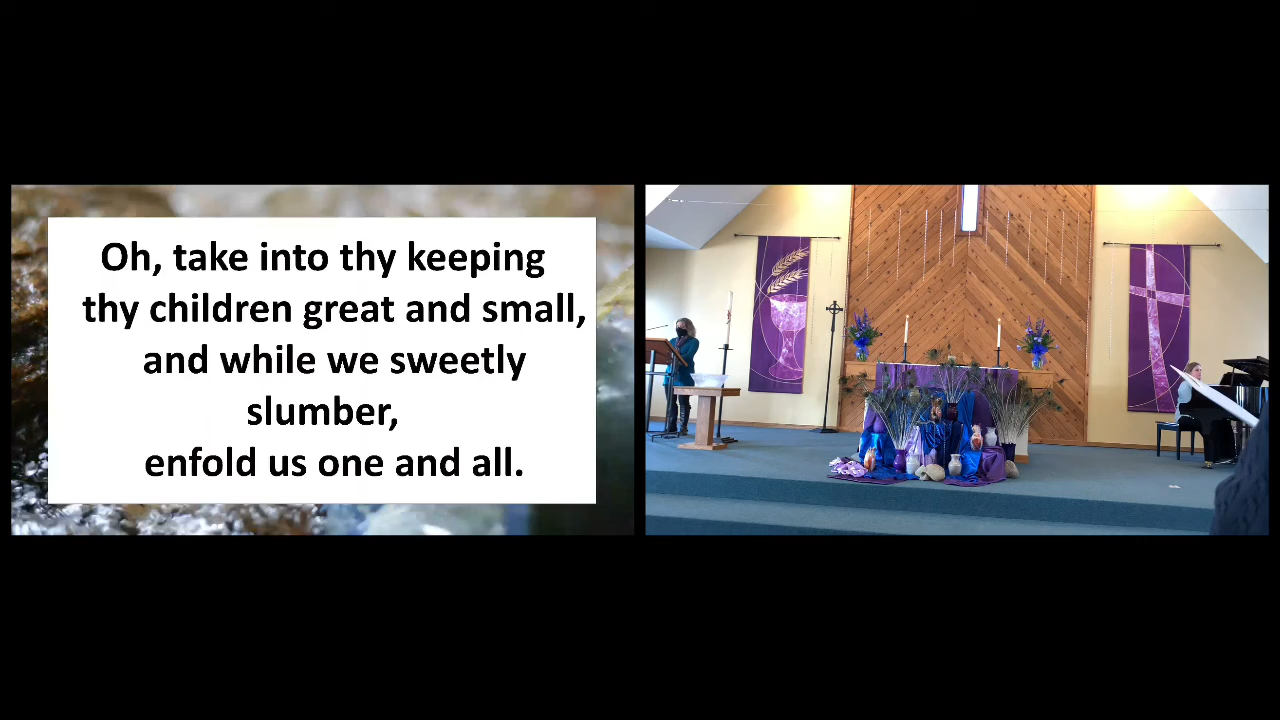 Oh, take into thy keeping
thy children great and small,
and while we sweetly
slumber,
enfold us one and all.